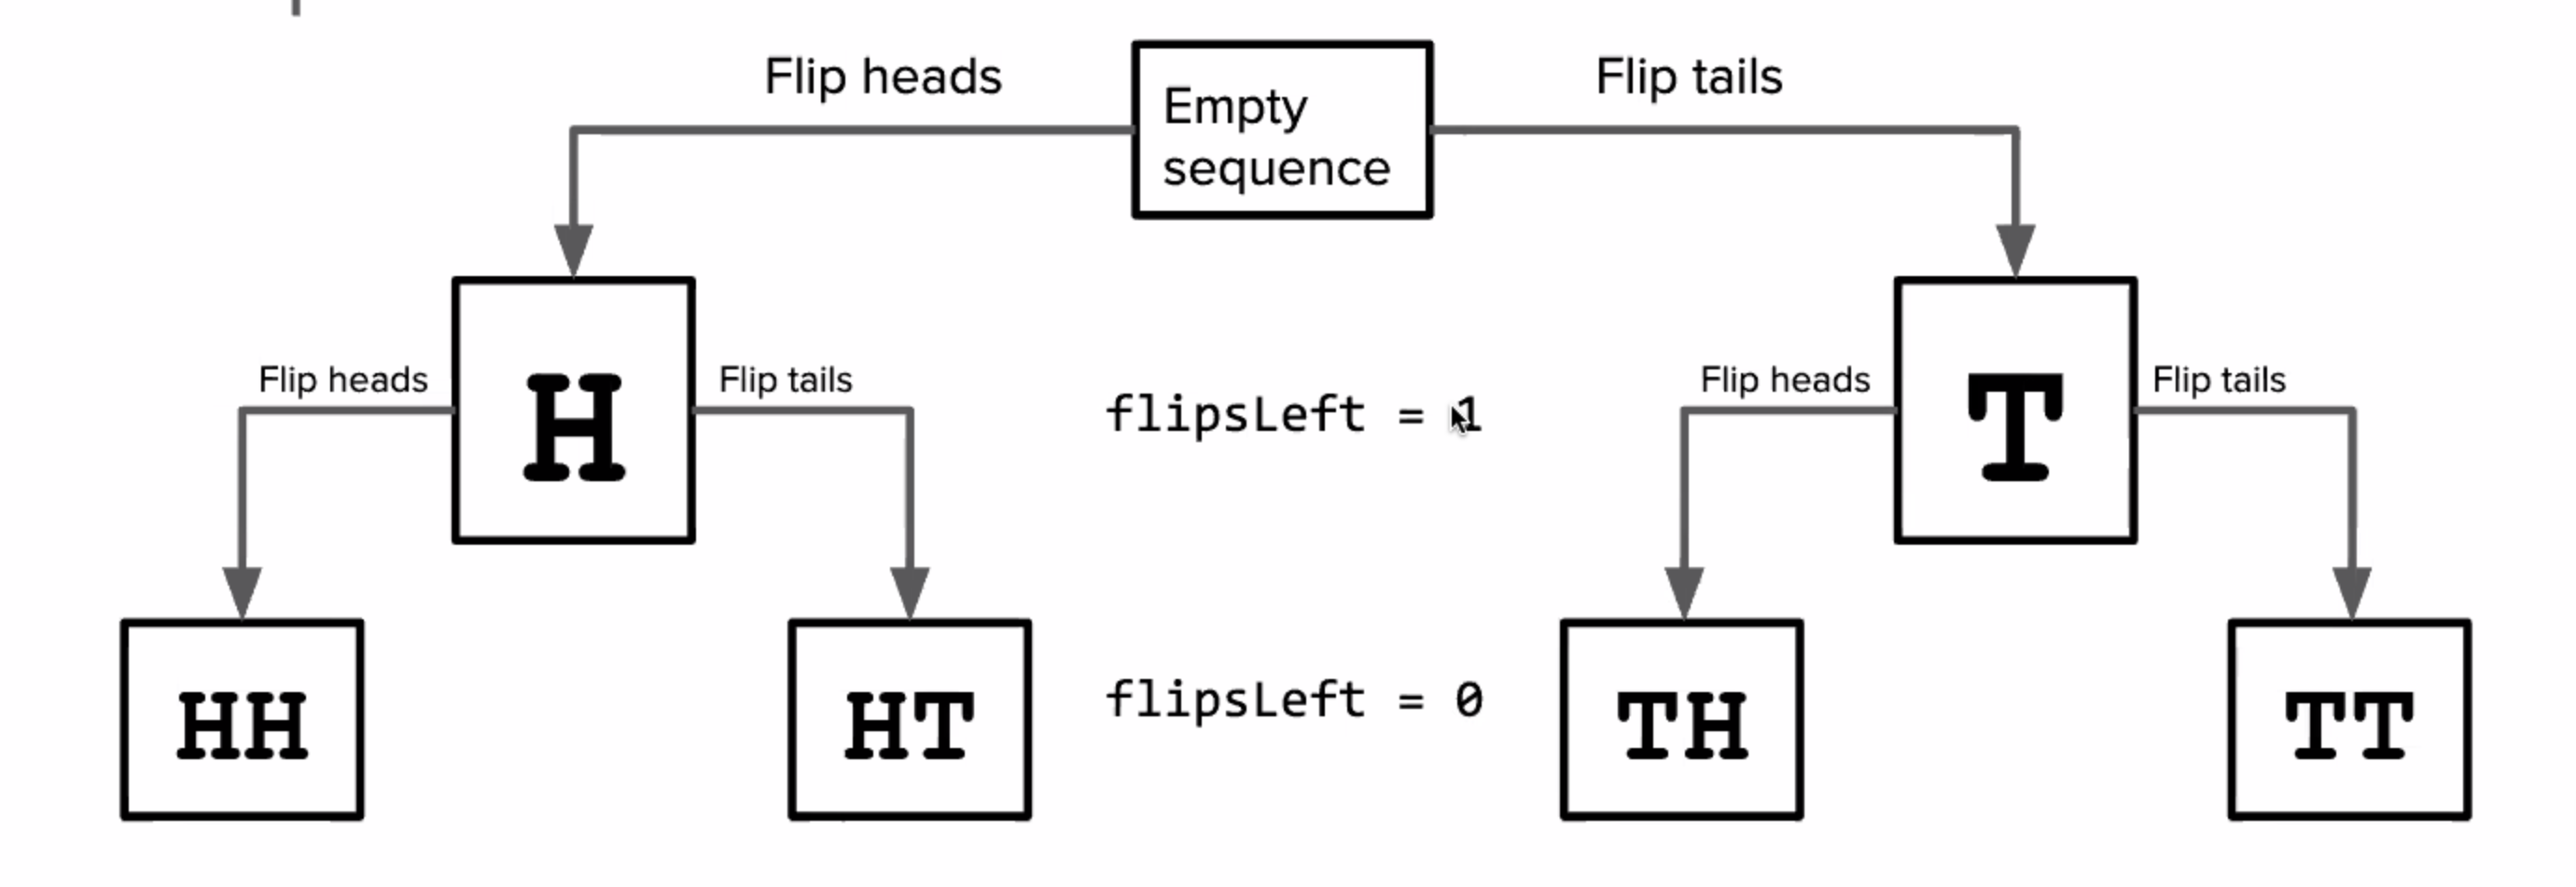 Flip heads
Empty
sequence
Flip tails
H
T
Flip heads
Flip tails
flipsLeft = 1
Flip heads
Flip tails
HH
HT
flipsLeft = 0
TH
TT